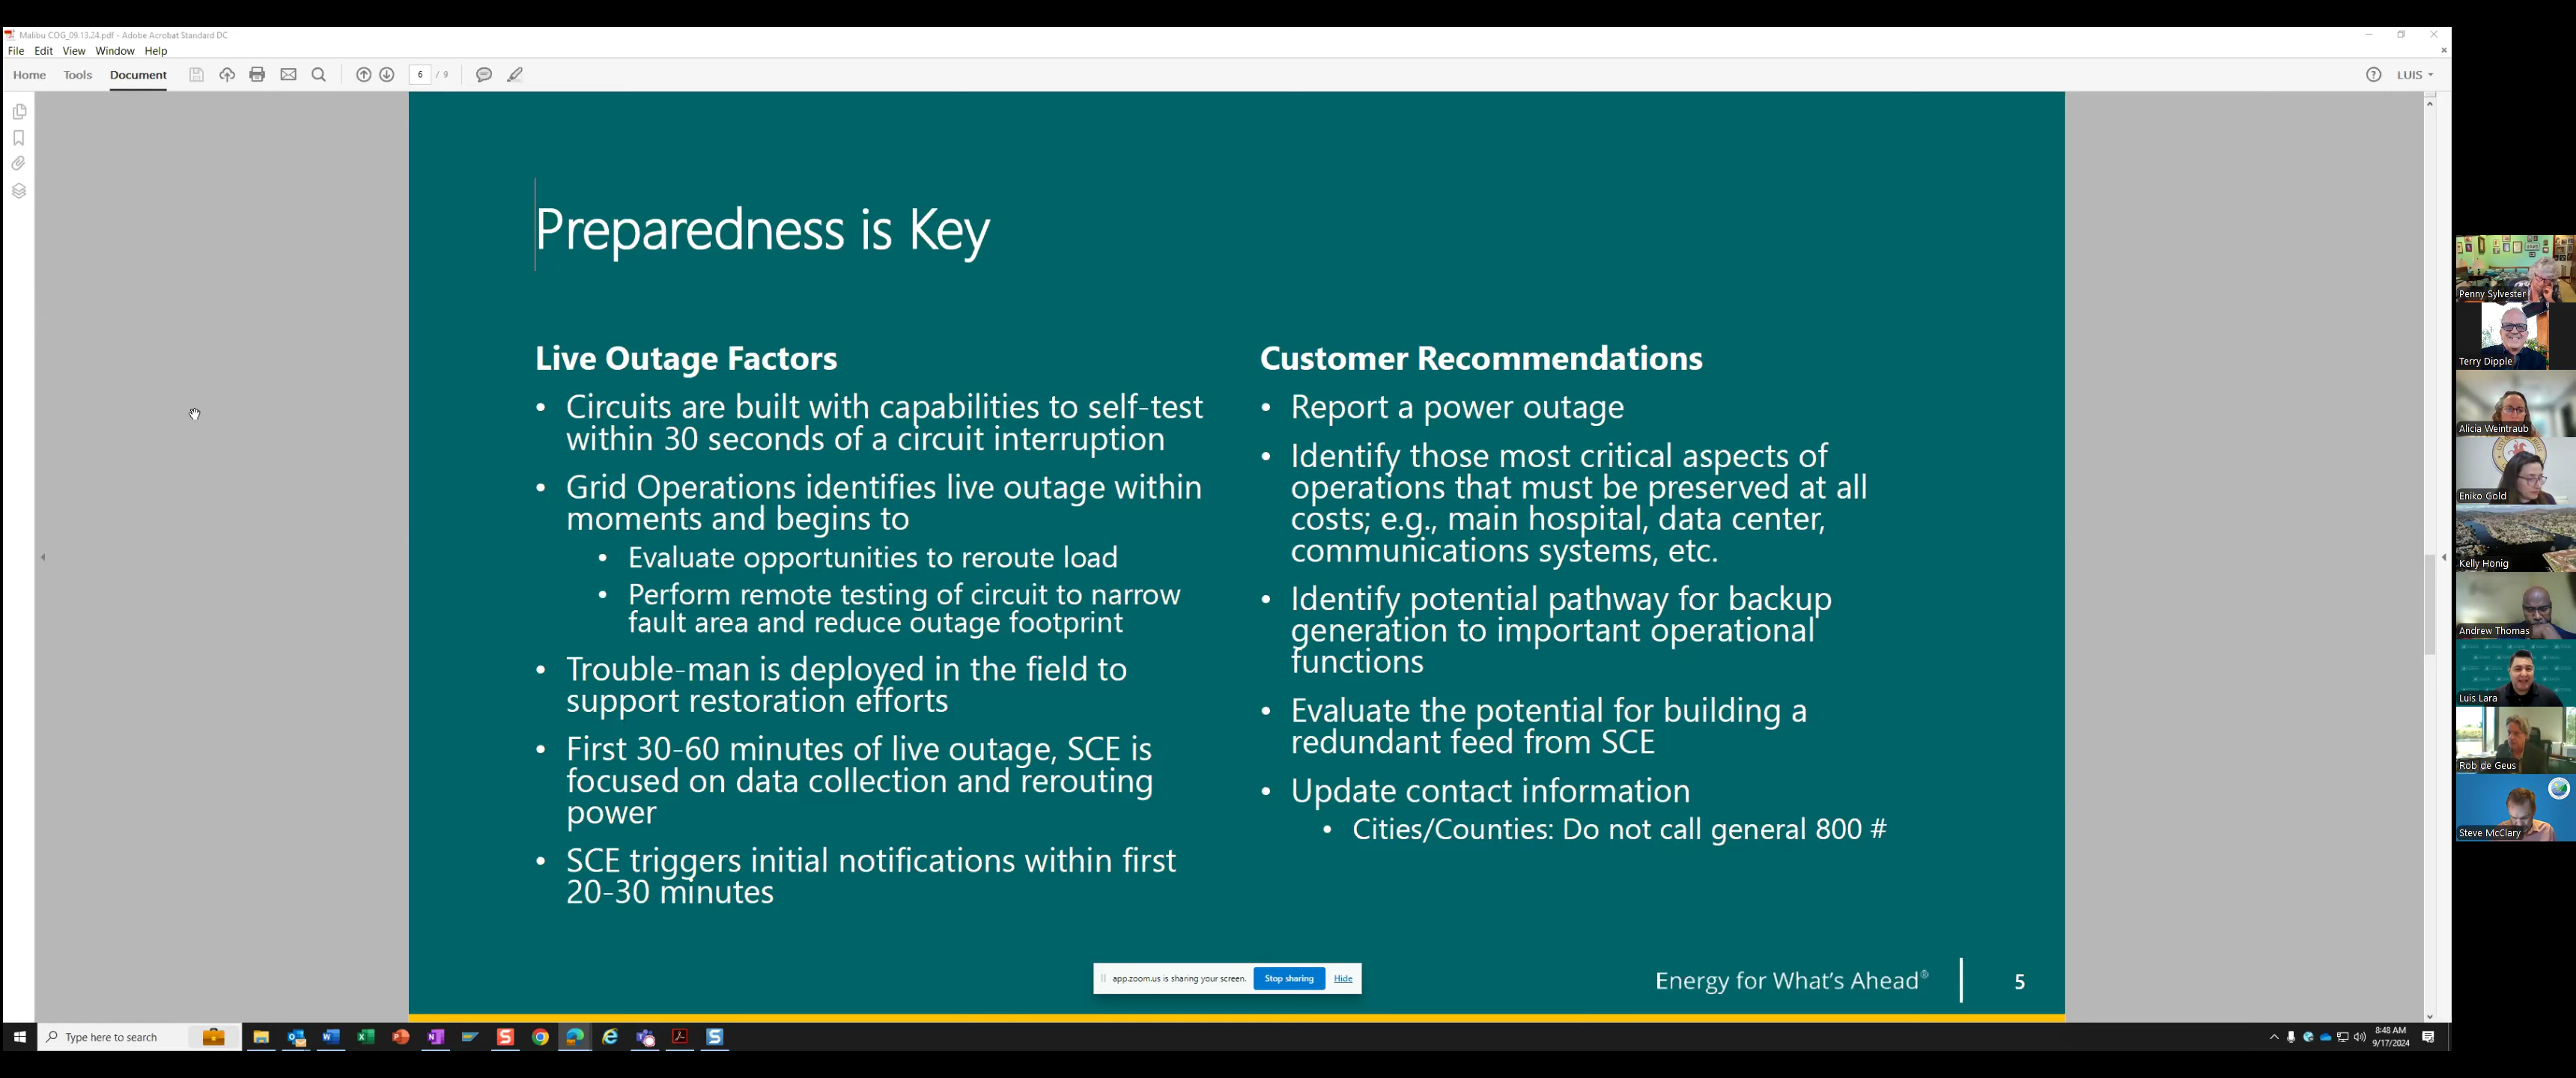 Malibu COG_09.13.24.pdf - Adobe Acrobat Standard DC
File Edit View Window Help
Home Tools Document 6 / 9 LUIS
Preparedness is Key
Live Outage Factors
• Circuits are built with capabilities to self-test
within 30 seconds of a circuit interruption
• Grid Operations identifies live outage within
moments and begins to
• Evaluate opportunities to reroute load
• Perform remote testing of circuit to narrow
fault area and reduce outage footprint
• Trouble-man is deployed in the field to
support restoration efforts
• First 30-60 minutes of live outage, SCE is
focused on data collection and rerouting
power
• SCE triggers initial notifications within first
20-30 minutes
Customer Recommendations
• Report a power outage
• Identify those most critical aspects of
operations that must be preserved at all
costs; e.g., main hospital, data center,
communications systems, etc.
• Identify potential pathway for backup
generation to important operational
functions
• Evaluate the potential for building a
redundant feed from SCE
• Update contact information
• Cities/Counties: Do not call general 800 #
app.zoom.us is sharing your screen. Stop sharing Hide
Energy for What's Ahead® 5
Penny Sylvester
Terry Dipple
Alicia Weintraub
Eniko Gold
Kelly Honig
Andrew Thomas
Luis Lara
Rob de Geus
Steve McClary
Type here to search
8:48 AM
9/17/2024